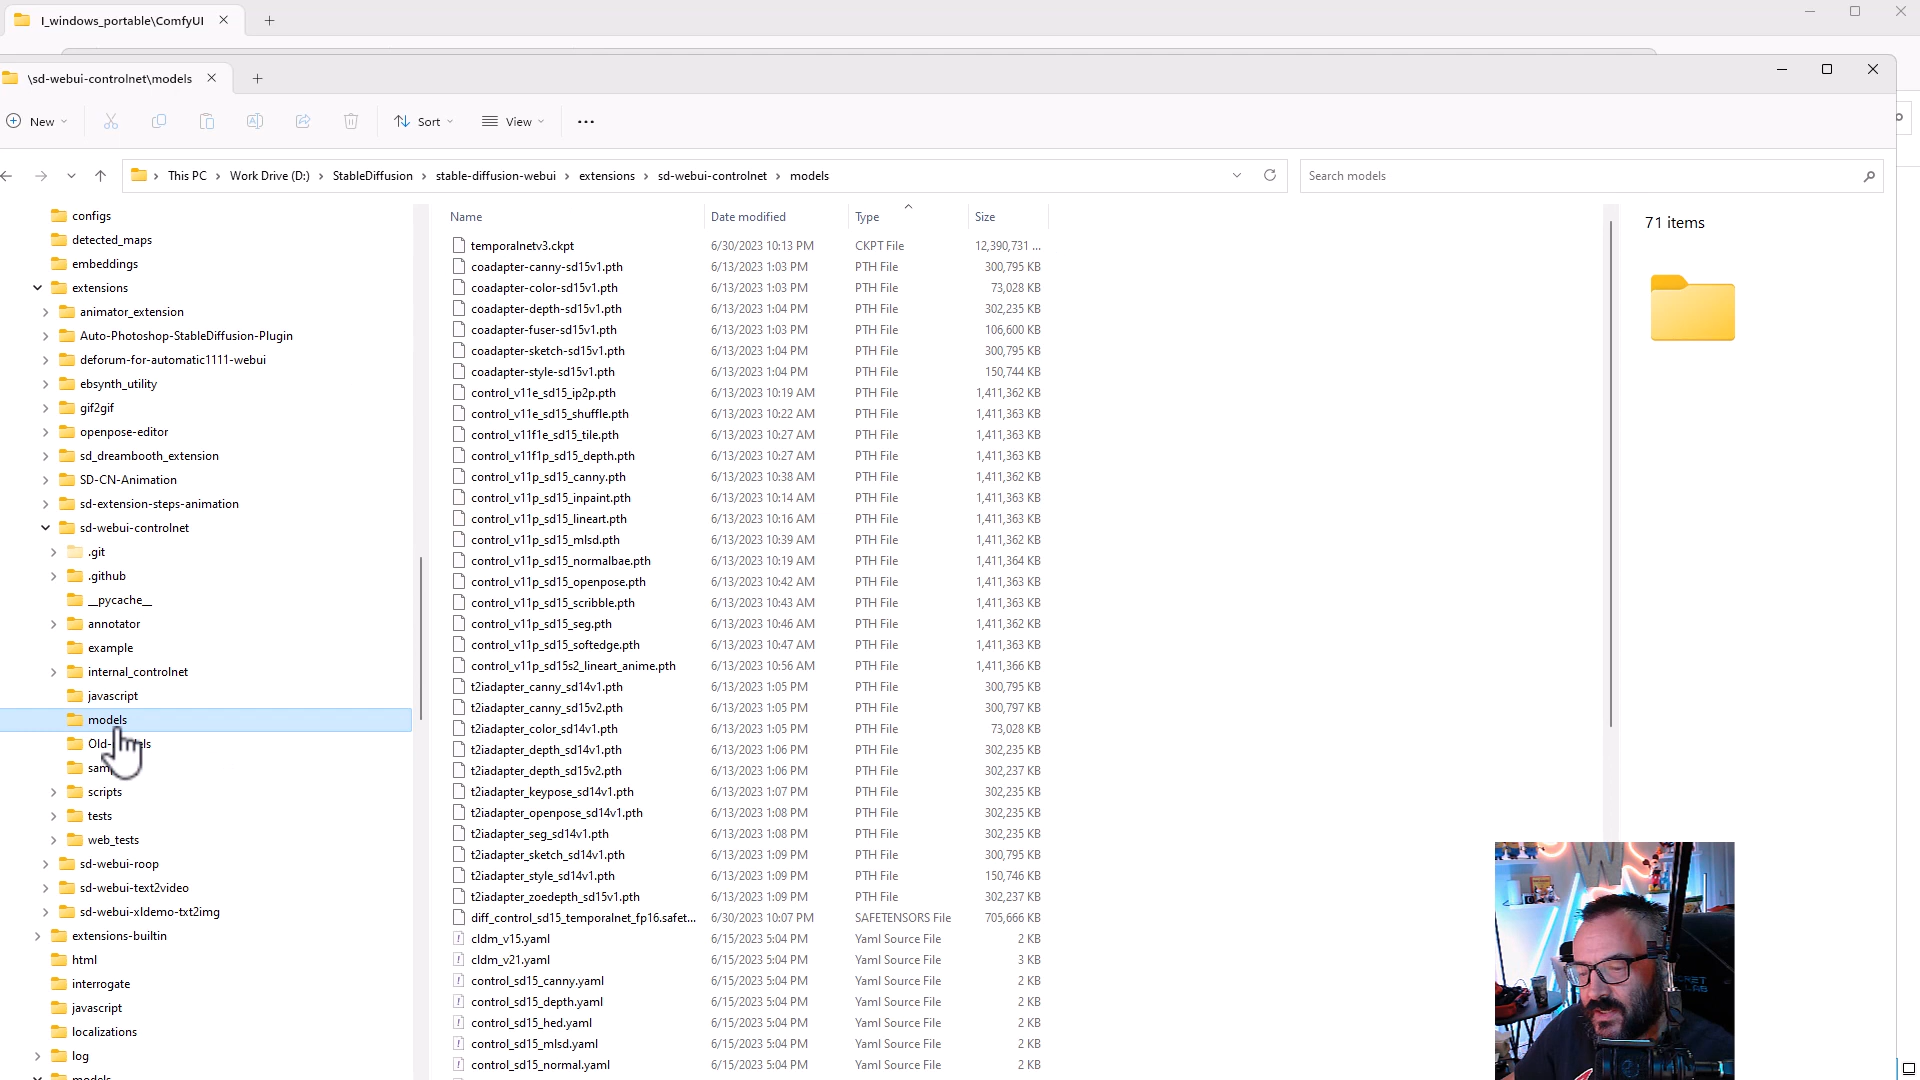 I_windows_portable\ComfyUI
\sd-webui-controlnet\models
New
Sort
View
This PC > Work Drive (D:) > StableDiffusion > stable-diffusion-webui > extensions > sd-webui-controlnet > models
Search models
configs
detected_maps
embeddings
extensions
animator_extension
Auto-Photoshop-StableDiffusion-Plugin
deforum-for-automatic1111-webui
ebsynth_utility
gif2gif
openpose-editor
sd_dreambooth_extension
SD-CN-Animation
sd-extension-steps-animation
sd-webui-controlnet
.git
.github
__pycache__
annotator
example
internal_controlnet
javascript
models
scripts
tests
web_tests
sd-webui-roop
sd-webui-text2video
sd-webui-xldemo-txt2img
extensions-builtin
html
interrogate
javascript
localizations
log
models
Name Date modified Type Size
temporalnetv3.ckpt 6/30/2023 10:13 PM CKPT File 12,390,731 ...
coadapter-canny-sd15v1.pth 6/13/2023 1:03 PM PTH File 300,795 KB
coadapter-color-sd15v1.pth 6/13/2023 1:03 PM PTH File 73,028 KB
coadapter-depth-sd15v1.pth 6/13/2023 1:04 PM PTH File 302,235 KB
coadapter-fuser-sd15v1.pth 6/13/2023 1:03 PM PTH File 106,600 KB
coadapter-sketch-sd15v1.pth 6/13/2023 1:04 PM PTH File 300,795 KB
coadapter-style-sd15v1.pth 6/13/2023 1:04 PM PTH File 150,744 KB
control_v11e_sd15_ip2p.pth 6/13/2023 10:19 AM PTH File 1,411,362 KB
control_v11e_sd15_shuffle.pth 6/13/2023 10:22 AM PTH File 1,411,363 KB
control_v11f1e_sd15_tile.pth 6/13/2023 10:27 AM PTH File 1,411,363 KB
control_v11f1p_sd15_depth.pth 6/13/2023 10:27 AM PTH File 1,411,363 KB
control_v11p_sd15_canny.pth 6/13/2023 10:38 AM PTH File 1,411,362 KB
control_v11p_sd15_inpaint.pth 6/13/2023 10:14 AM PTH File 1,411,363 KB
control_v11p_sd15_lineart.pth 6/13/2023 10:16 AM PTH File 1,411,363 KB
control_v11p_sd15_mlsd.pth 6/13/2023 10:39 AM PTH File 1,411,362 KB
control_v11p_sd15_normalbae.pth 6/13/2023 10:19 AM PTH File 1,411,364 KB
control_v11p_sd15_openpose.pth 6/13/2023 10:42 AM PTH File 1,411,363 KB
control_v11p_sd15_scribble.pth 6/13/2023 10:43 AM PTH File 1,411,363 KB
control_v11p_sd15_seg.pth 6/13/2023 10:46 AM PTH File 1,411,362 KB
control_v11p_sd15_softedge.pth 6/13/2023 10:47 AM PTH File 1,411,363 KB
control_v11p_sd15s2_lineart_anime.pth 6/13/2023 10:56 AM PTH File 1,411,366 KB
t2iadapter_canny_sd14v1.pth 6/13/2023 1:05 PM PTH File 300,795 KB
t2iadapter_canny_sd15v2.pth 6/13/2023 1:05 PM PTH File 300,797 KB
t2iadapter_color_sd14v1.pth 6/13/2023 1:05 PM PTH File 73,028 KB
t2iadapter_depth_sd14v1.pth 6/13/2023 1:06 PM PTH File 302,235 KB
t2iadapter_depth_sd15v2.pth 6/13/2023 1:06 PM PTH File 302,237 KB
t2iadapter_keypose_sd14v1.pth 6/13/2023 1:07 PM PTH File 302,235 KB
t2iadapter_openpose_sd14v1.pth 6/13/2023 1:08 PM PTH File 302,235 KB
t2iadapter_seg_sd14v1.pth 6/13/2023 1:08 PM PTH File 302,235 KB
t2iadapter_sketch_sd14v1.pth 6/13/2023 1:09 PM PTH File 300,795 KB
t2iadapter_style_sd14v1.pth 6/13/2023 1:09 PM PTH File 150,746 KB
t2iadapter_zoedepth_sd15v1.pth 6/13/2023 1:09 PM PTH File 302,237 KB
diff_control_sd15_temporalnet_fp16.safet... 6/30/2023 10:07 PM SAFETENSORS File 705,666 KB
cldm_v15.yaml 6/15/2023 5:04 PM Yaml Source File 2 KB
cldm_v21.yaml 6/15/2023 5:04 PM Yaml Source File 3 KB
control_sd15_canny.yaml 6/15/2023 5:04 PM Yaml Source File 2 KB
control_sd15_depth.yaml 6/15/2023 5:04 PM Yaml Source File 2 KB
control_sd15_hed.yaml 6/15/2023 5:04 PM Yaml Source File 2 KB
control_sd15_mlsd.yaml 6/15/2023 5:04 PM Yaml Source File 2 KB
control_sd15_normal.yaml 6/15/2023 5:04 PM Yaml Source File 2 KB
71 items